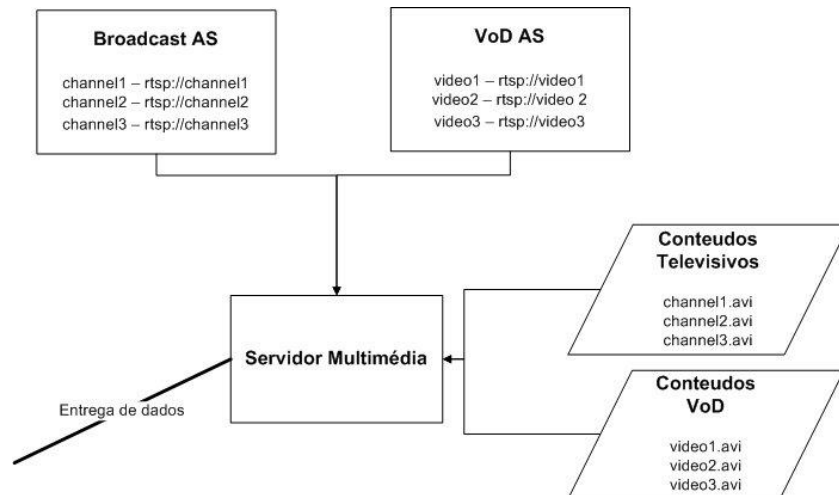 Broadcast AS
channel1 – rtsp://channel1
channel2 – rtsp://channel2
channel3 – rtsp://channel3
VoD AS
video1 – rtsp://video1
video2 – rtsp://video 2
video3 – rtsp://video3
Conteudos
Televisivos
channel1.avi
channel2.avi
channel3.avi
Servidor Multimédia
Entrega de dados
Conteudos
VoD
video1.avi
video2.avi
video3.avi